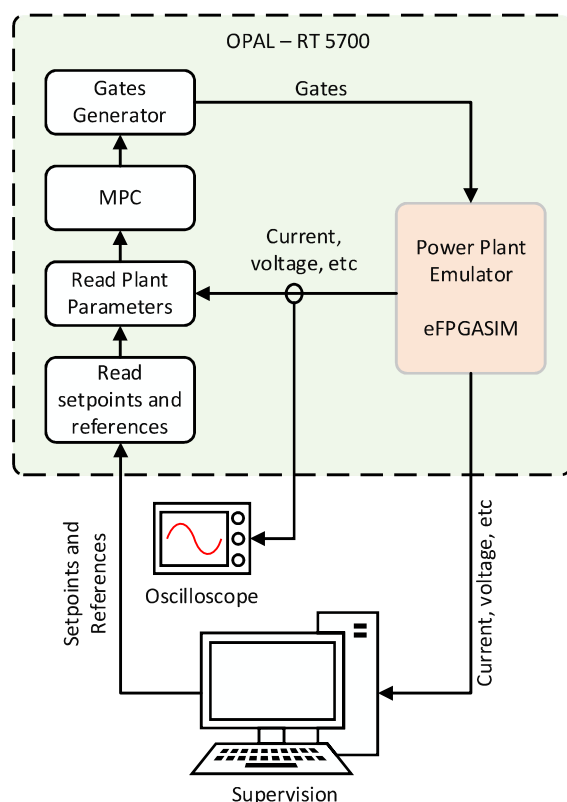 OPAL – RT 5700
Gates
Generator
Gates
MPC
Current,
voltage, etc
Power Plant
Emulator
eFPGASIM
Read Plant
Parameters
Read
setpoints and
references
Setpoints and
References
Oscilloscope
Current, voltage, etc
Supervision